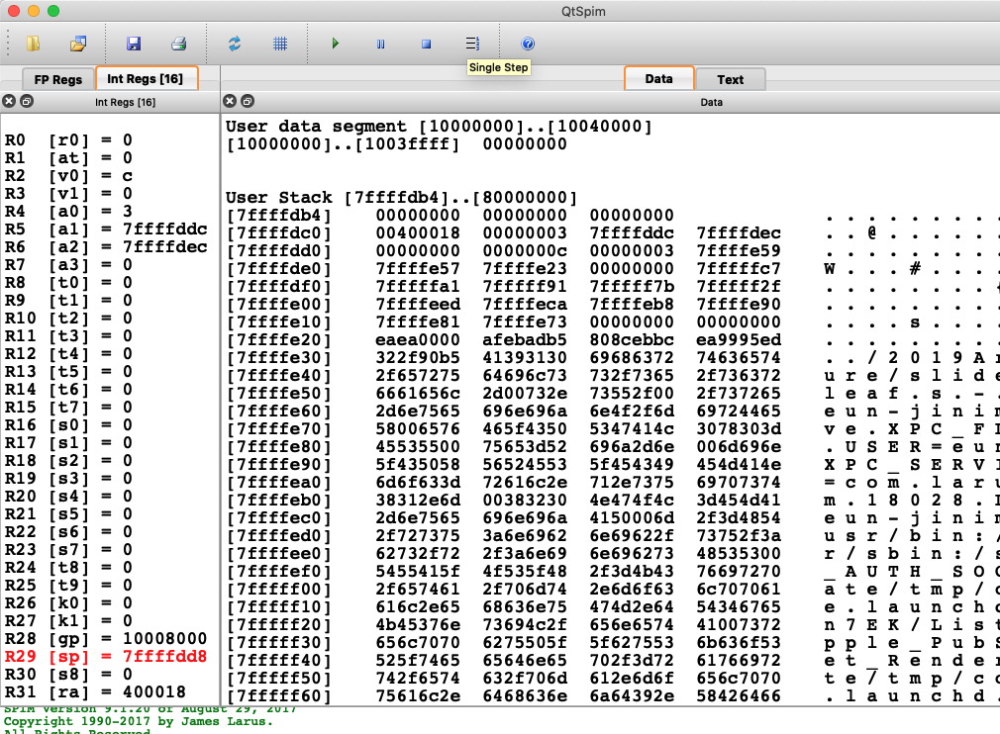 QtSpim
Single Step
FP Regs Int Regs [16] Data Text
Int Regs [16] Data
R0 [r0] = 0
R1 [at] = 0
R2 [v0] = c
R3 [v1] = 0
R4 [a0] = 3
R5 [a1] = 7ffffddc
R6 [a2] = 7ffffdec
R7 [a3] = 0
R8 [t0] = 0
R9 [t1] = 0
R10 [t2] = 0
R11 [t3] = 0
R12 [t4] = 0
R13 [t5] = 0
R14 [t6] = 0
R15 [t7] = 0
R16 [s0] = 0
R17 [s1] = 0
R18 [s2] = 0
R19 [s3] = 0
R20 [s4] = 0
R21 [s5] = 0
R22 [s6] = 0
R23 [s7] = 0
R24 [t8] = 0
R25 [t9] = 0
R26 [k0] = 0
R27 [k1] = 0
R28 [gp] = 10008000
R29 [sp] = 7ffffdd8
R30 [s8] = 0
R31 [ra] = 400018
User data segment [10000000]..[10040000]
[10000000]..[1003ffff] 00000000
User Stack [7ffffdb4]..[80000000]
[7ffffdb4] 00000000 00000000 00000000 . . . . . . . . .
[7ffffdc0] 00400018 00000003 7ffffddc 7ffffdec . . @ . . . . . .
[7ffffdd0] 00000000 0000000c 00000003 7ffffe59 . . . . . . . . .
[7ffffde0] 7ffffe57 7ffffe23 00000000 7fffffc7 W . . . # . . . .
[7ffffdf0] 7fffffa1 7fffff91 7fffff7b 7fffff2f . . . . . . . . {
[7ffffe00] 7ffffeed 7ffffeca 7ffffeb8 7ffffe90 . . . . . . . . .
[7ffffe10] 7ffffe81 7ffffe73 00000000 00000000 . . . . s . . . .
[7ffffe20] eaea0000 afebadb5 808cebbc ea9995ed . . . . . . . . .
[7ffffe30] 322f90b5 41393130 69686372 74636574 . . / 2 0 1 9 A r
[7ffffe40] 2f657275 64696c73 732f7365 2f736372 u r e / s l i d e
[7ffffe50] 6661656c 2d00732e 73552f00 2f737265 l e a f . s . - .
[7ffffe60] 2d6e7565 696e696a 6e4f2f6d 69724465 e u n - j i n i m
[7ffffe70] 58006576 465f4350 5347414c 3078303d v e . X P C _ F L
[7ffffe80] 45535500 75653d52 696a2d6e 006d696e . U S E R = e u n
[7ffffe90] 5f435058 56524553 5f454349 454d414e X P C _ S E R V I
[7ffffea0] 6d6f633d 72616c2e 712e7375 69707374 = c o m . l a r u
[7ffffeb0] 38312e6d 00383230 4e474f4c 3d454d41 m . 1 8 0 2 8 . L
[7ffffec0] 2d6e7565 696e696a 4150006d 2f3d4854 e u n - j i n i m
[7ffffed0] 2f727375 3a6e6962 6e69622f 73752f3a u s r / b i n : /
[7ffffee0] 62732f72 2f3a6e69 6e696273 48535300 r / s b i n : / s
[7ffffef0] 5455415f 4f535f48 2f3d4b43 76697270 _ A U T H _ S O C
[7fffff00] 2f657461 2f706d74 2e6d6f63 6c707061 a t e / t m p / c
[7fffff10] 616c2e65 68636e75 474d2e64 54346765 e . l a u n c h d
[7fffff20] 4b45376e 73694c2f 656e6574 41007372 n 7 E K / L i s t
[7fffff30] 656c7070 6275505f 5f627553 6b636f53 p p l e _ P u b S
[7fffff40] 525f7465 65646e65 702f3d72 61766972 e t _ R e n d e r
[7fffff50] 742f6574 632f706d 612e6d6f 656c7070 t e / t m p / c o
[7fffff60] 75616c2e 6468636e 6a64392e 58426466 . l a u n c h d .
SPIM Version 9.1.20 of August 29, 2017
Copyright 1990-2017 by James Larus.
All Rights Reserved.